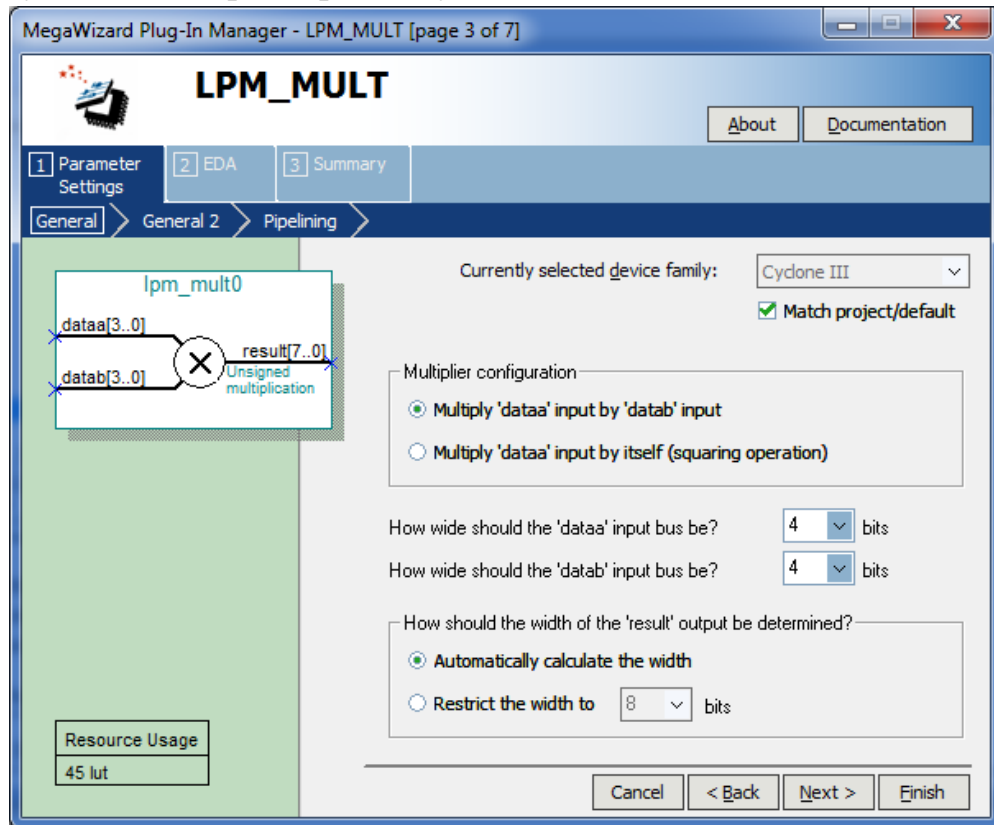 MegaWizard Plug-In Manager - LPM_MULT [page 3 of 7]
LPM_MULT
About
Documentation
1 Parameter Settings
2 EDA
3 Summary
General
General 2
Pipelining
lpm_mult0
dataa[3..0]
datab[3..0]
result[7..0]
Unsigned
multiplication
Currently selected device family:
Cyclone III
Match project/default
Multiplier configuration
Multiply 'dataa' input by 'datab' input
Multiply 'dataa' input by itself (squaring operation)
How wide should the 'dataa' input bus be? 4 bits
How wide should the 'datab' input bus be? 4 bits
How should the width of the 'result' output be determined?
Automatically calculate the width
Restrict the width to 8 bits
Resource Usage
45 lut
Cancel
< Back
Next >
Finish